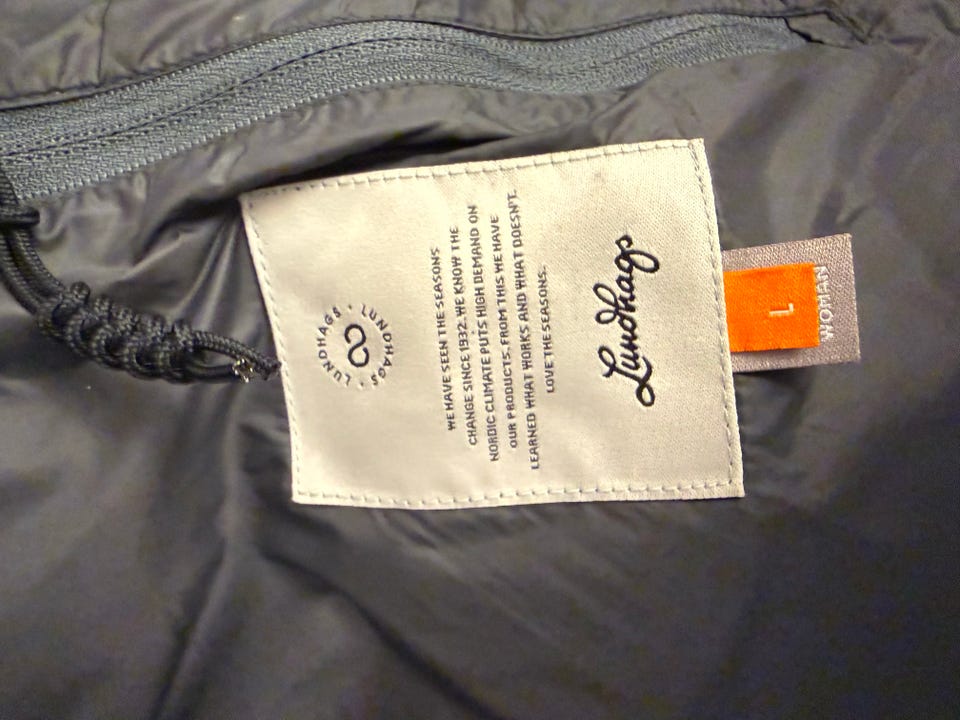 LUNDHAGS · LUNDHAGS ·
WE HAVE SEEN THE SEASONS
CHANGE SINCE 1932. WE KNOW THE
NORDIC CLIMATE PUTS HIGH DEMAND ON
OUR PRODUCTS. FROM THIS WE HAVE
LEARNED WHAT WORKS AND WHAT DOESN'T.
LOVE THE SEASONS.
Lundhags
L
WOMAN